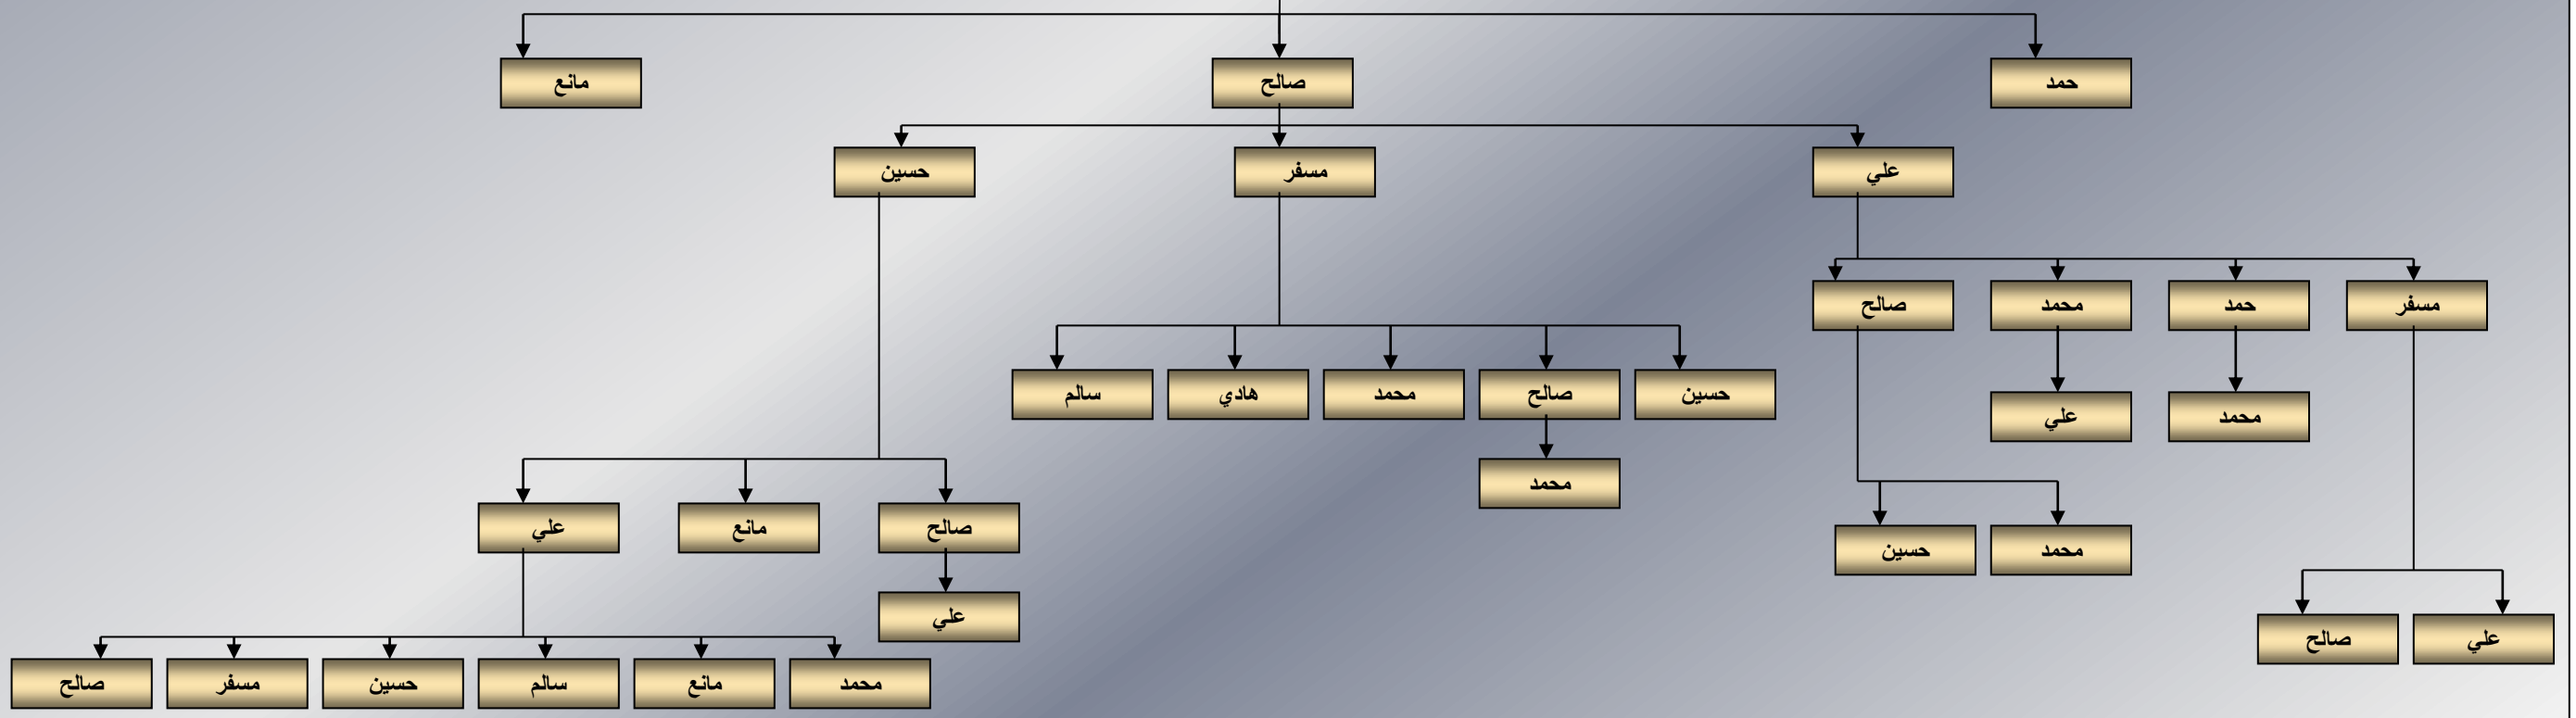 حمد
صالح
مانع
علي
مسفر
حسين
مسفر
حمد
محمد
صالح
حسين
صالح
محمد
هادي
سالم
محمد
علي
محمد
صالح
مانع
علي
محمد
حسين
علي
علي
صالح
محمد
مانع
سالم
حسين
مسفر
صالح